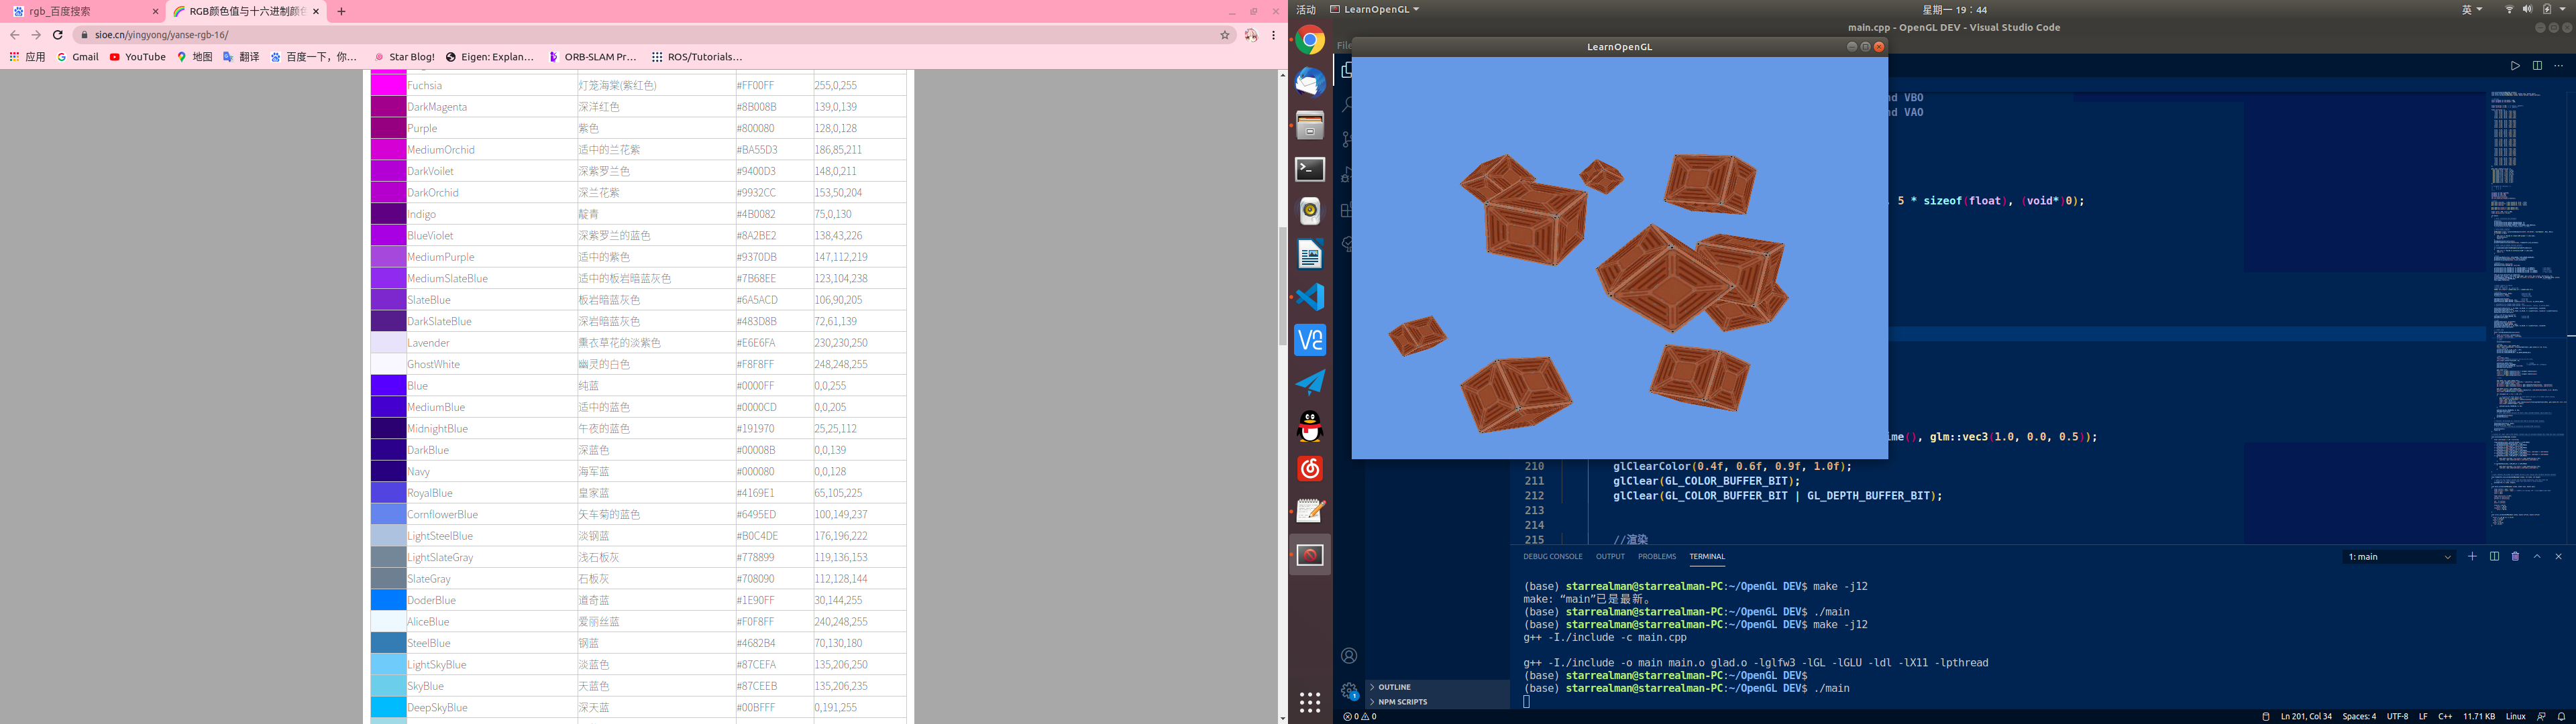 rgb_百度搜索
RGB颜色值与十六进制颜色
sioe.cn/yingyong/yanse-rgb-16/
应用 Gmail YouTube 地图 翻译 百度一下，你… Star Blog! Eigen: Explan… ORB-SLAM Pr… ROS/Tutorials…
Fuchsia 灯笼海棠(紫红色) #FF00FF 255,0,255
DarkMagenta 深洋红色 #8B008B 139,0,139
Purple 紫色 #800080 128,0,128
MediumOrchid 适中的兰花紫 #BA55D3 186,85,211
DarkVoilet 深紫罗兰色 #9400D3 148,0,211
DarkOrchid 深兰花紫 #9932CC 153,50,204
Indigo 靛青 #4B0082 75,0,130
BlueViolet 深紫罗兰的蓝色 #8A2BE2 138,43,226
MediumPurple 适中的紫色 #9370DB 147,112,219
MediumSlateBlue 适中的板岩暗蓝灰色 #7B68EE 123,104,238
SlateBlue 板岩暗蓝灰色 #6A5ACD 106,90,205
DarkSlateBlue 深岩暗蓝灰色 #483D8B 72,61,139
Lavender 熏衣草花的淡紫色 #E6E6FA 230,230,250
GhostWhite 幽灵的白色 #F8F8FF 248,248,255
Blue 纯蓝 #0000FF 0,0,255
MediumBlue 适中的蓝色 #0000CD 0,0,205
MidnightBlue 午夜的蓝色 #191970 25,25,112
DarkBlue 深蓝色 #00008B 0,0,139
Navy 海军蓝 #000080 0,0,128
RoyalBlue 皇家蓝 #4169E1 65,105,225
CornflowerBlue 矢车菊的蓝色 #6495ED 100,149,237
LightSteelBlue 淡钢蓝 #B0C4DE 176,196,222
LightSlateGray 浅石板灰 #778899 119,136,153
SlateGray 石板灰 #708090 112,128,144
DoderBlue 道奇蓝 #1E90FF 30,144,255
AliceBlue 爱丽丝蓝 #F0F8FF 240,248,255
SteelBlue 钢蓝 #4682B4 70,130,180
LightSkyBlue 淡蓝色 #87CEFA 135,206,250
SkyBlue 天蓝色 #87CEEB 135,206,235
DeepSkyBlue 深天蓝 #00BFFF 0,191,255
活动 LearnOpenGL 星期一 19：44 英
main.cpp - OpenGL DEV - Visual Studio Code
File
LearnOpenGL
nd VBO
nd VAO
5 * sizeof(float), (void*)0);
ime(), glm::vec3(1.0, 0.0, 0.5));
210 glClearColor(0.4f, 0.6f, 0.9f, 1.0f);
211 glClear(GL_COLOR_BUFFER_BIT);
212 glClear(GL_COLOR_BUFFER_BIT | GL_DEPTH_BUFFER_BIT);
213
214
215 //渲染
DEBUG CONSOLE OUTPUT PROBLEMS TERMINAL 1: main
(base) starrealman@starrealman-PC:~/OpenGL DEV$ make -j12
make: “main”已是最新。
(base) starrealman@starrealman-PC:~/OpenGL DEV$ ./main
(base) starrealman@starrealman-PC:~/OpenGL DEV$ make -j12
g++ -I./include -c main.cpp
g++ -I./include -o main main.o glad.o -lglfw3 -lGL -lGLU -ldl -lX11 -lpthread
(base) starrealman@starrealman-PC:~/OpenGL DEV$
(base) starrealman@starrealman-PC:~/OpenGL DEV$ ./main
OUTLINE
NPM SCRIPTS
0 0 Ln 201, Col 34 Spaces: 4 UTF-8 LF C++ 11.71 KB Linux